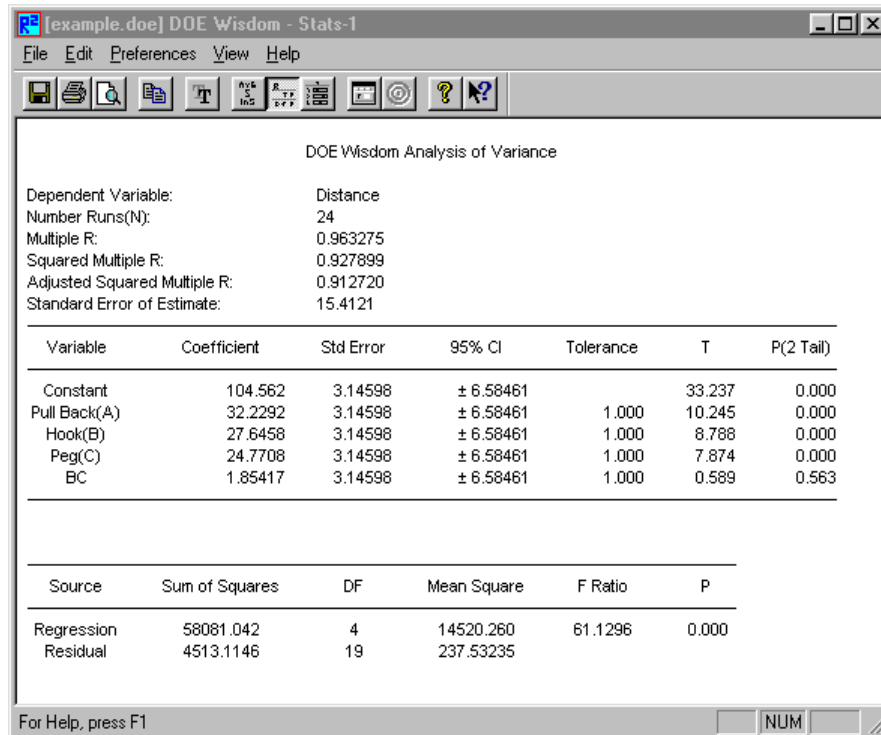 R² [example.doe] DOE Wisdom - Stats-1
File Edit Preferences View Help
DOE Wisdom Analysis of Variance
Dependent Variable: Distance
Number Runs(N): 24
Multiple R: 0.963275
Squared Multiple R: 0.927899
Adjusted Squared Multiple R: 0.912720
Standard Error of Estimate: 15.4121
Variable Coefficient Std Error 95% CI Tolerance T P(2 Tail)
Constant 104.562 3.14598 ± 6.58461 33.237 0.000
Pull Back(A) 32.2292 3.14598 ± 6.58461 1.000 10.245 0.000
Hook(B) 27.6458 3.14598 ± 6.58461 1.000 8.788 0.000
Peg(C) 24.7708 3.14598 ± 6.58461 1.000 7.874 0.000
BC 1.85417 3.14598 ± 6.58461 1.000 0.589 0.563
Source Sum of Squares DF Mean Square F Ratio P
Regression 58081.042 4 14520.260 61.1296 0.000
Residual 4513.1146 19 237.53235
For Help, press F1 NUM